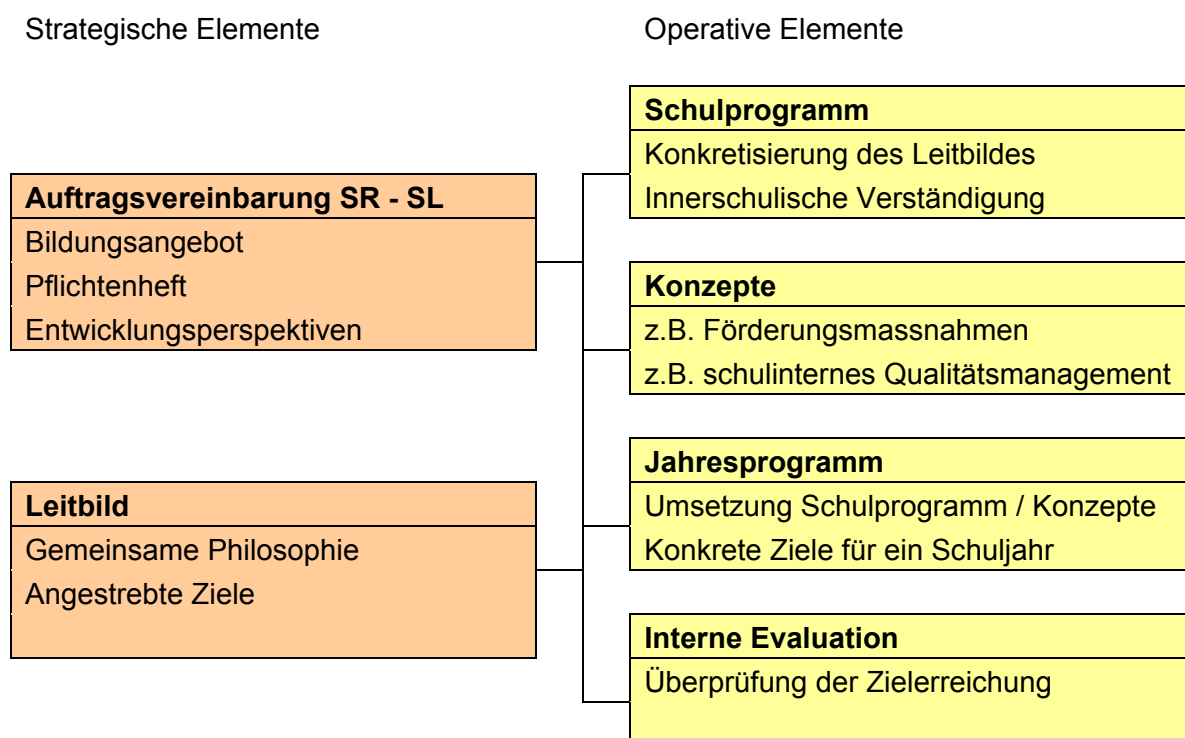 Strategische Elemente
Auftragsvereinbarung SR - SL
Bildungsangebot
Pflichtenheft
Entwicklungsperspektiven
Leitbild
Gemeinsame Philosophie
Angestrebte Ziele
Operative Elemente
Schulprogramm
Konkretisierung des Leitbildes
Innerschulische Verständigung
Konzepte
z.B. Förderungsmassnahmen
z.B. schulinternes Qualitätsmanagement
Jahresprogramm
Umsetzung Schulprogramm / Konzepte
Konkrete Ziele für ein Schuljahr
Interne Evaluation
Überprüfung der Zielerreichung